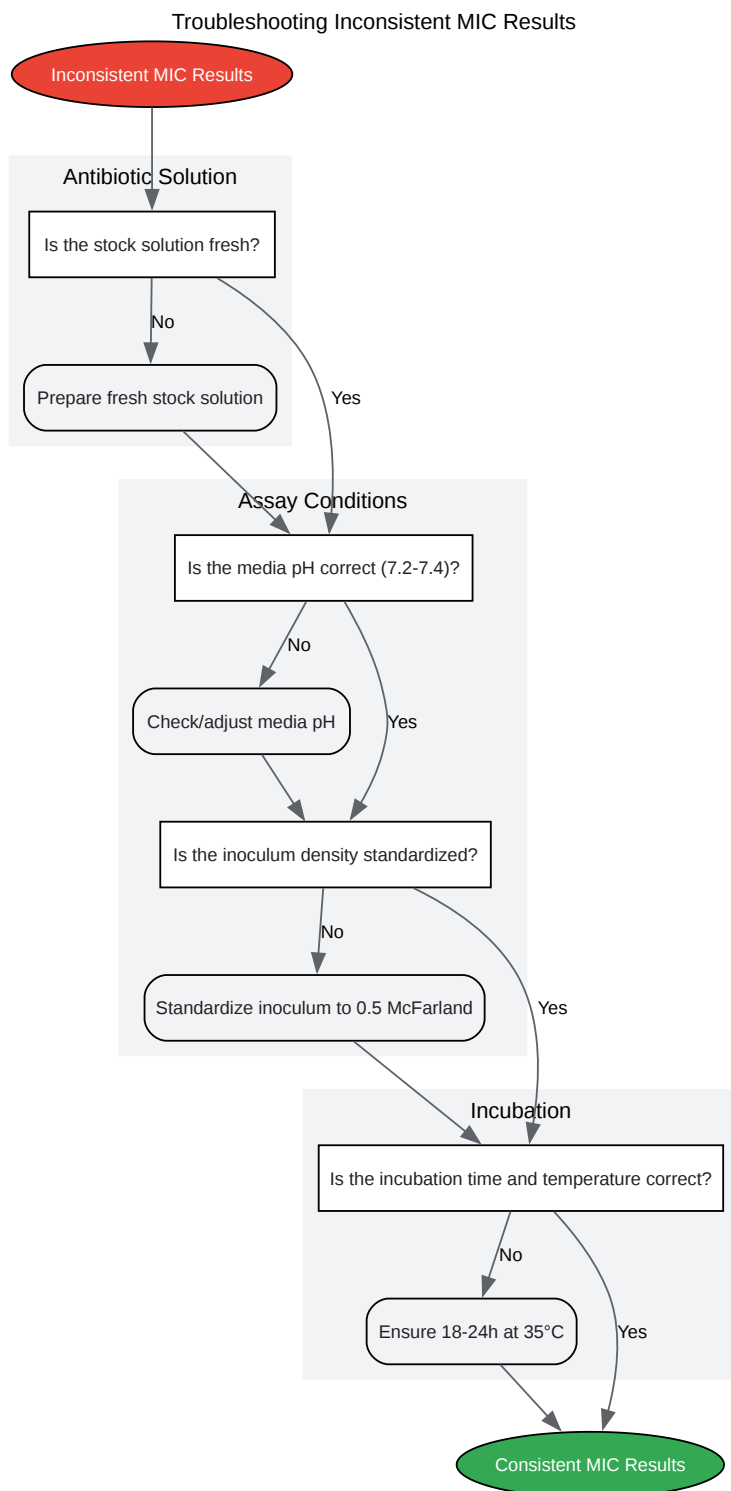 Troubleshooting Inconsistent MIC Results
Inconsistent MIC Results
Antibiotic Solution
Is the stock solution fresh?
No
Yes
Prepare fresh stock solution
Assay Conditions
Is the media pH correct (7.2-7.4)?
No
Yes
Check/adjust media pH
Is the inoculum density standardized?
No
Yes
Standardize inoculum to 0.5 McFarland
Incubation
Is the incubation time and temperature correct?
No
Yes
Ensure 18-24h at 35°C
Consistent MIC Results